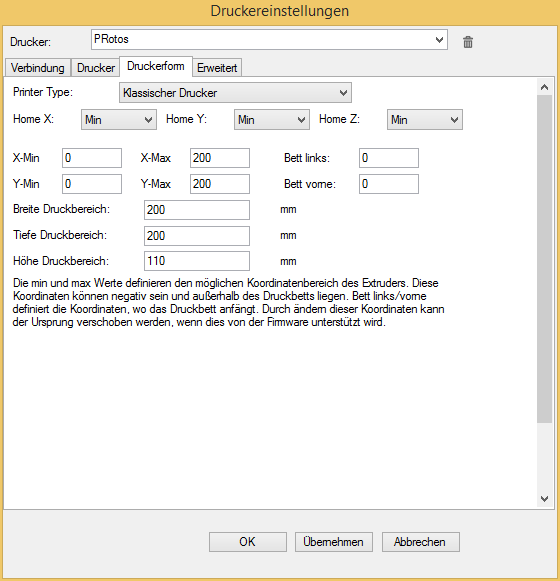 Druckereinstellungen
Drucker: PRotos
Verbindung Drucker Druckerform Erweitert
Printer Type: Klassischer Drucker
Home X: Min Home Y: Min Home Z: Min
X-Min 0 X-Max 200 Bett links: 0
Y-Min 0 Y-Max 200 Bett vorne: 0
Breite Druckbereich: 200 mm
Tiefe Druckbereich: 200 mm
Höhe Druckbereich: 110 mm
Die min und max Werte definieren den möglichen Koordinatenbereich des Extruders. Diese
Koordinaten können negativ sein und außerhalb des Druckbetts liegen. Bett links/vorne
definiert die Koordinaten, wo das Druckbett anfängt. Durch ändern dieser Koordinaten kann
der Ursprung verschoben werden, wenn dies von der Firmware unterstützt wird.
OK Übernehmen Abbrechen